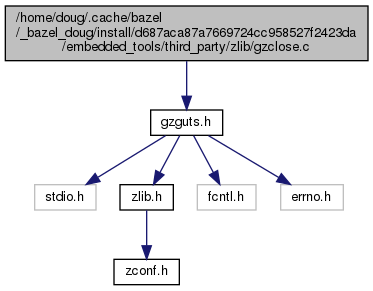 /home/doug/.cache/bazel
/_bazel_doug/install/d687aca87a7669724cc958527f2423da
/embedded_tools/third_party/zlib/gzclose.c
gzguts.h
stdio.h
zlib.h
fcntl.h
errno.h
zconf.h